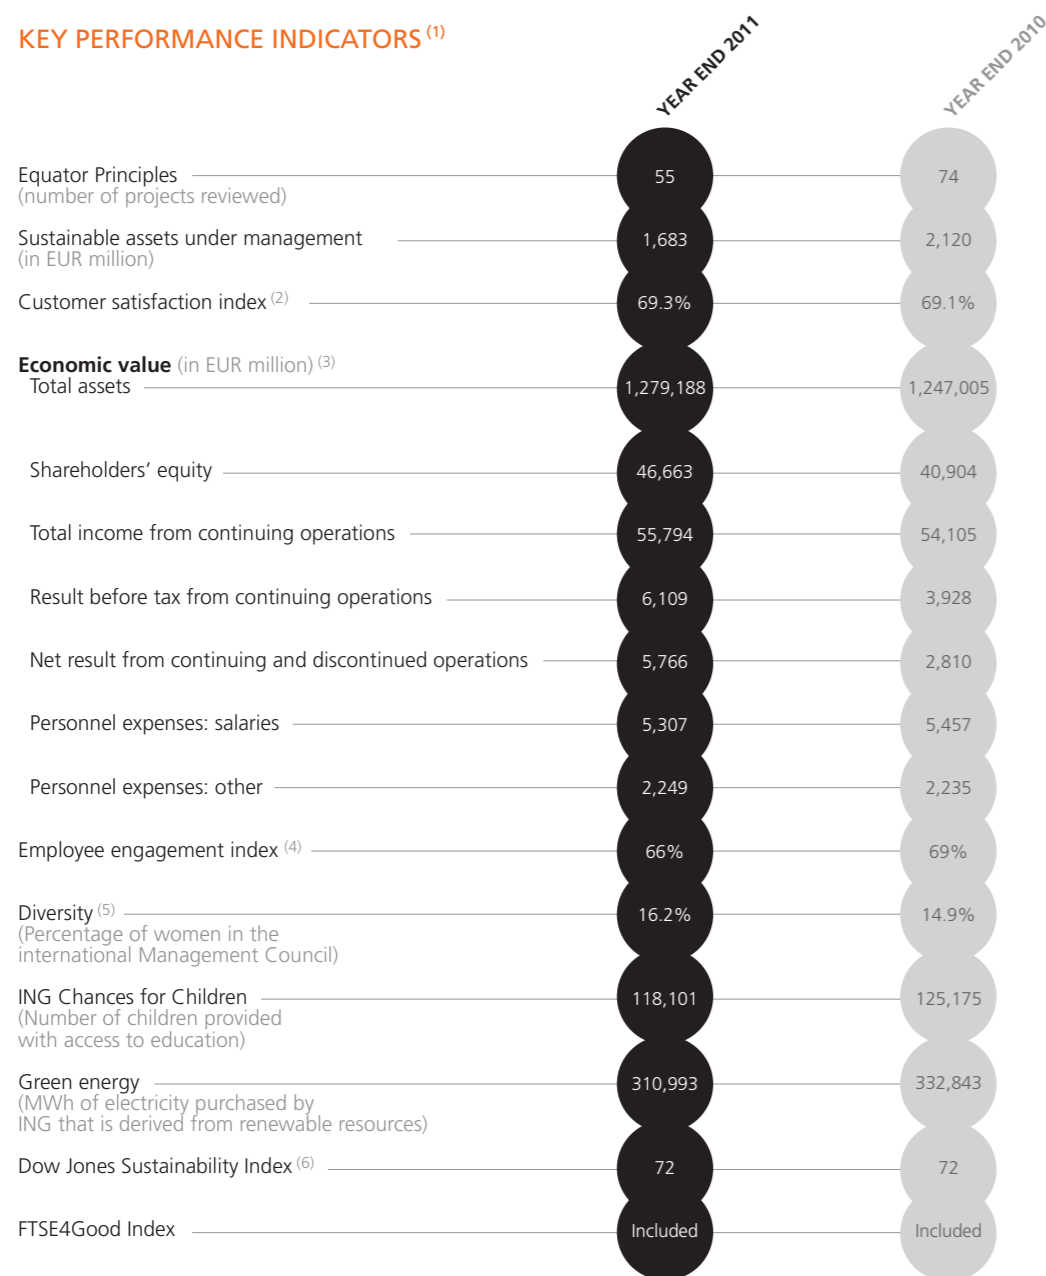 KEY PERFORMANCE INDICATORS (1)
YEAR END 2011
YEAR END 2010
Equator Principles 55 74
(number of projects reviewed)
Sustainable assets under management 1,683 2,120
(in EUR million)
Customer satisfaction index (2) 69.3% 69.1%
Economic value (in EUR million) (3)
Total assets 1,279,188 1,247,005
Shareholders’ equity 46,663 40,904
Total income from continuing operations 55,794 54,105
Result before tax from continuing operations 6,109 3,928
Net result from continuing and discontinued operations 5,766 2,810
Personnel expenses: salaries 5,307 5,457
Personnel expenses: other 2,249 2,235
Employee engagement index (4) 66% 69%
Diversity (5) 16.2% 14.9%
(Percentage of women in the
international Management Council)
ING Chances for Children 118,101 125,175
(Number of children provided
with access to education)
Green energy 310,993 332,843
(MWh of electricity purchased by
ING that is derived from renewable resources)
Dow Jones Sustainability Index (6) 72 72
FTSE4Good Index Included Included